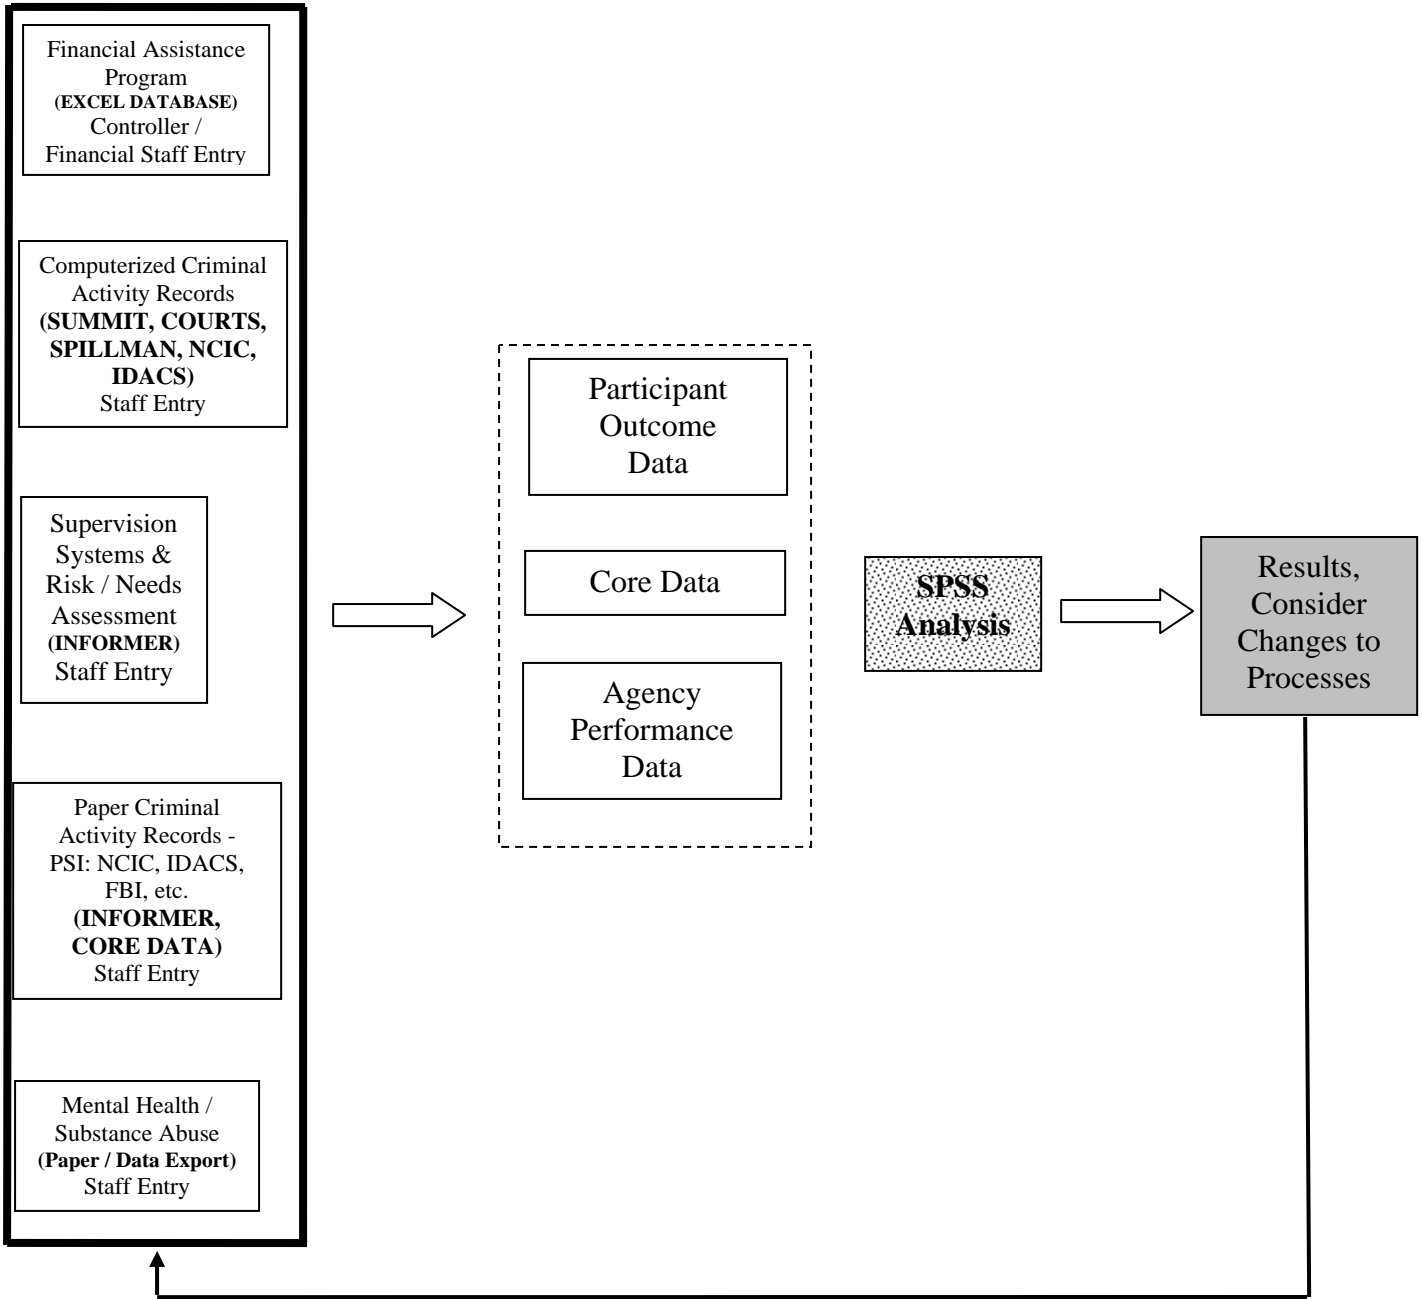 Financial Assistance
Program
(EXCEL DATABASE)
Controller /
Financial Staff Entry
Computerized Criminal
Activity Records
(SUMMIT, COURTS,
SPILLMAN, NCIC,
IDACS)
Staff Entry
Supervision
Systems &
Risk / Needs
Assessment
(INFORMER)
Staff Entry
Paper Criminal
Activity Records -
PSI: NCIC, IDACS,
FBI, etc.
(INFORMER,
CORE DATA)
Staff Entry
Mental Health /
Substance Abuse
(Paper / Data Export)
Staff Entry
Participant
Outcome
Data
Core Data
Agency
Performance
Data
SPSS
Analysis
Results,
Consider
Changes to
Processes